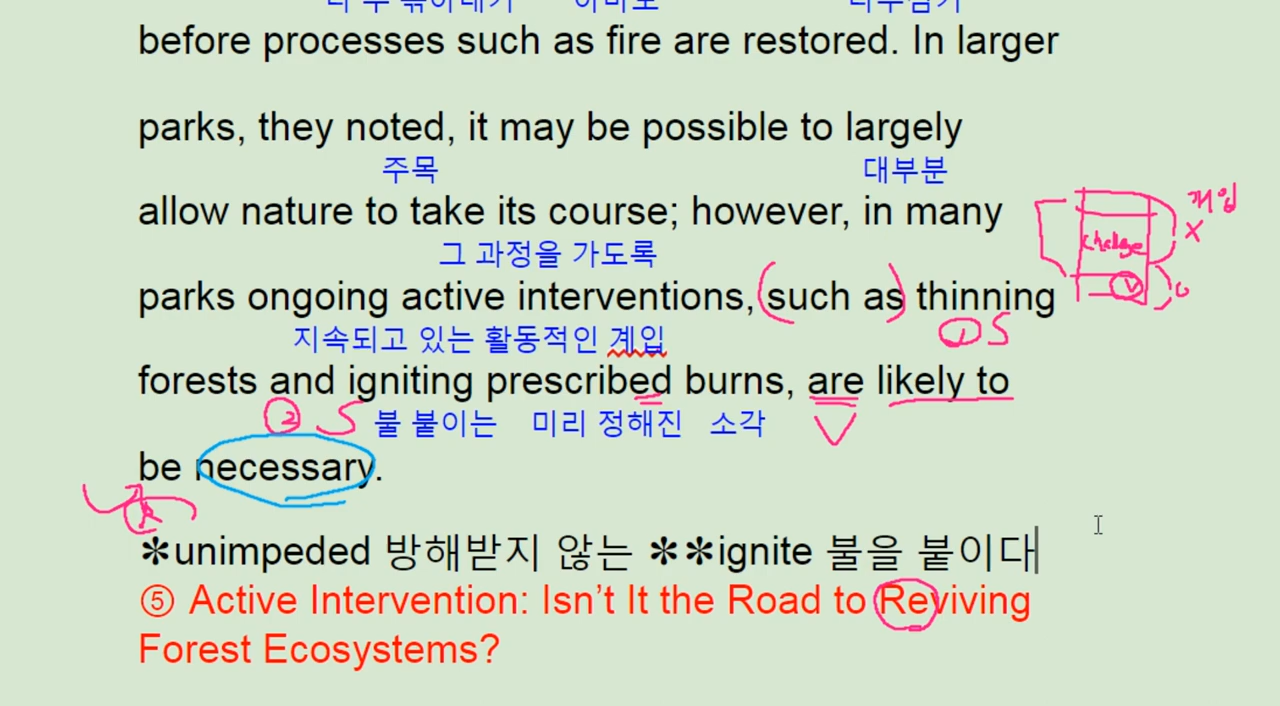 before processes such as fire are restored. In larger
parks, they noted, it may be possible to largely
주목 대부분
allow nature to take its course; however, in many
개입
그 과정을 가도록
change
X
parks ongoing active interventions, (such as) thinning
① S
지속되고 있는 활동적인 계입
forests and igniting prescribed burns, are likely to
② S 불 붙이는 미리 정해진 소각 V
be necessary.
✻unimpeded 방해받지 않는 ✻✻ignite 불을 붙이다
⑤ Active Intervention: Isn't It the Road to Reviving
Forest Ecosystems?